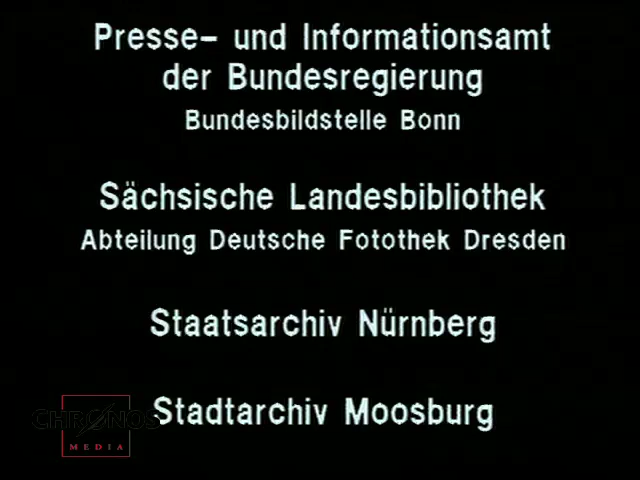 Presse- und Informationsamt
der Bundesregierung
Bundesbildstelle Bonn
Sächsische Landesbibliothek
Abteilung Deutsche Fotothek Dresden
Staatsarchiv Nürnberg
Stadtarchiv Moosburg
CHRONOS
MEDIA